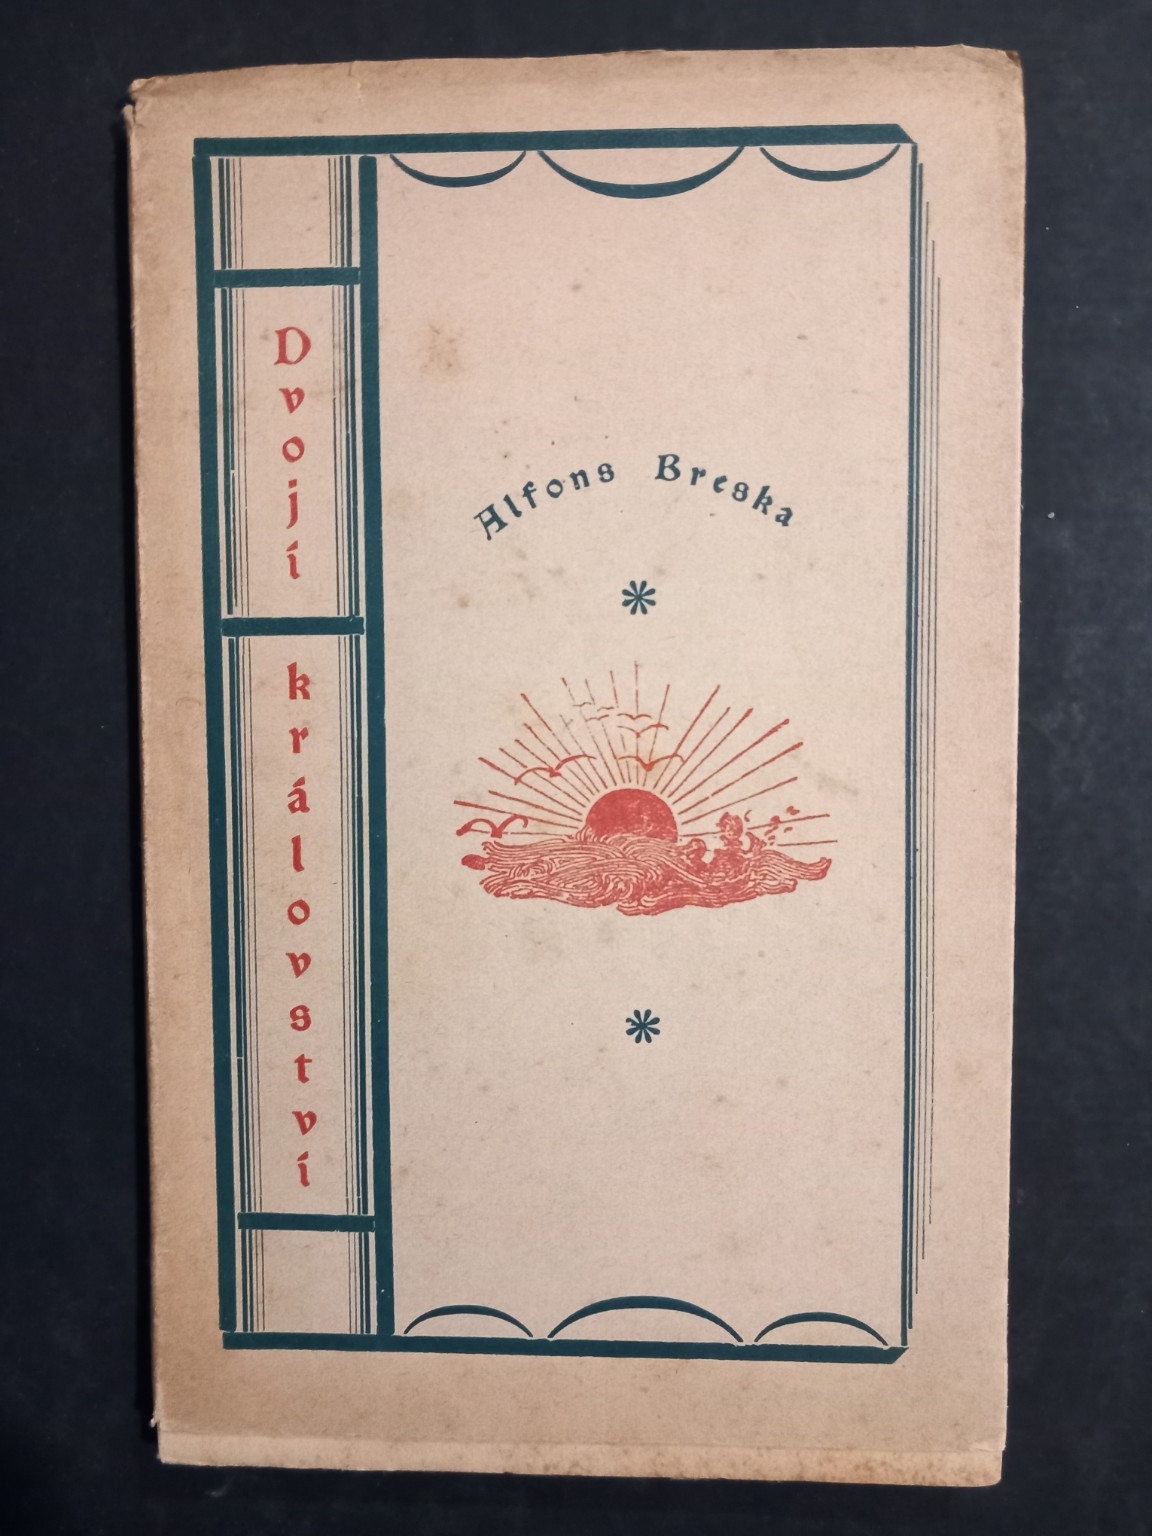 Alfons Breska
Dvojí
království